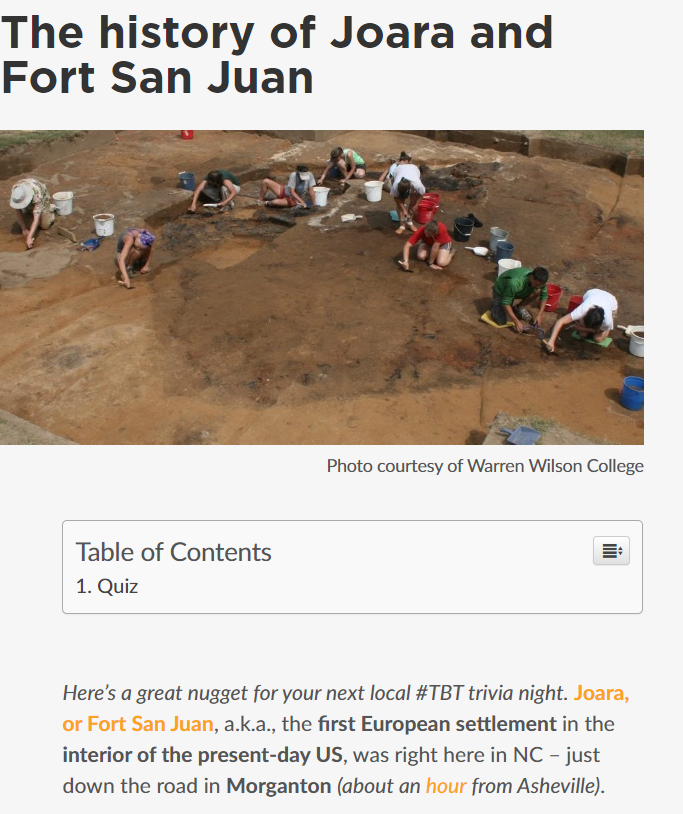 The history of Joara and
Fort San Juan
Photo courtesy of Warren Wilson College
Table of Contents
1. Quiz
Here’s a great nugget for your next local #TBT trivia night. Joara,
or Fort San Juan, a.k.a., the first European settlement in the
interior of the present-day US, was right here in NC – just
down the road in Morganton (about an hour from Asheville).